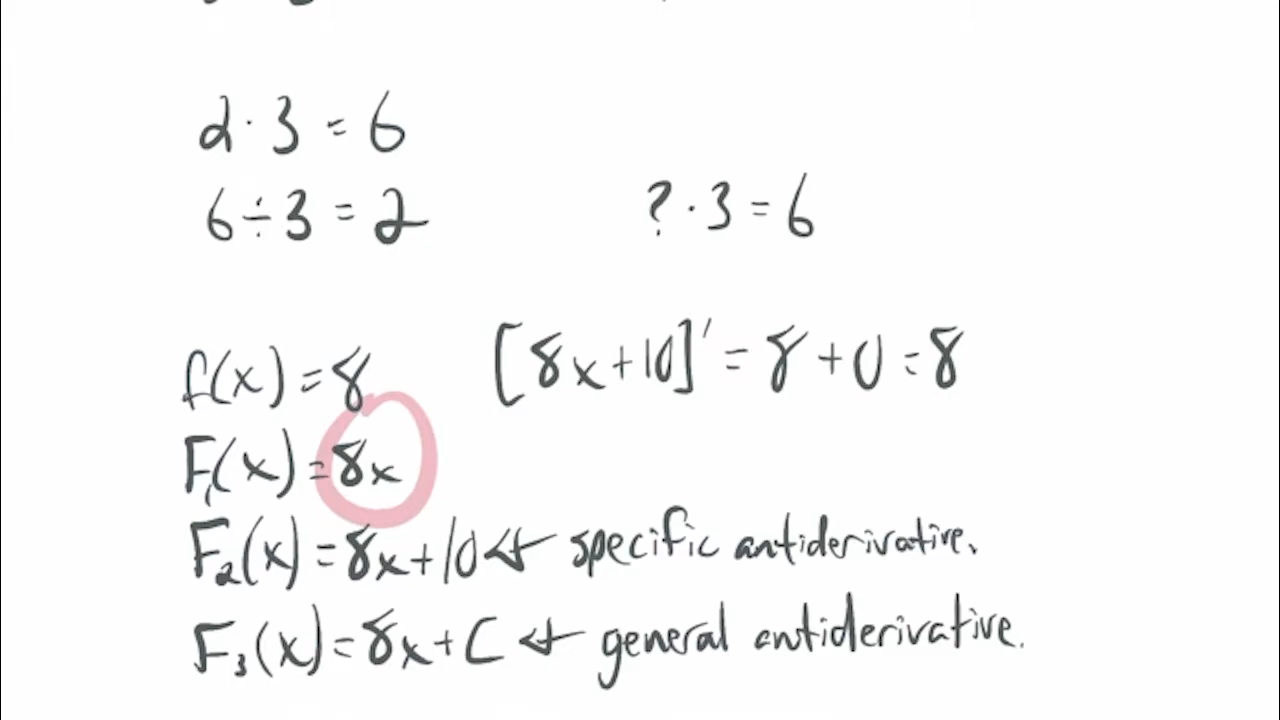 2 · 3 = 6
6 ÷ 3 = 2
? · 3 = 6
f(x) = 8
[8x + 10]' = 8 + 0 = 8
F₁(x) = 8x
F₂(x) = 8x + 10 ← specific antiderivative.
F₃(x) = 8x + C ← general antiderivative.